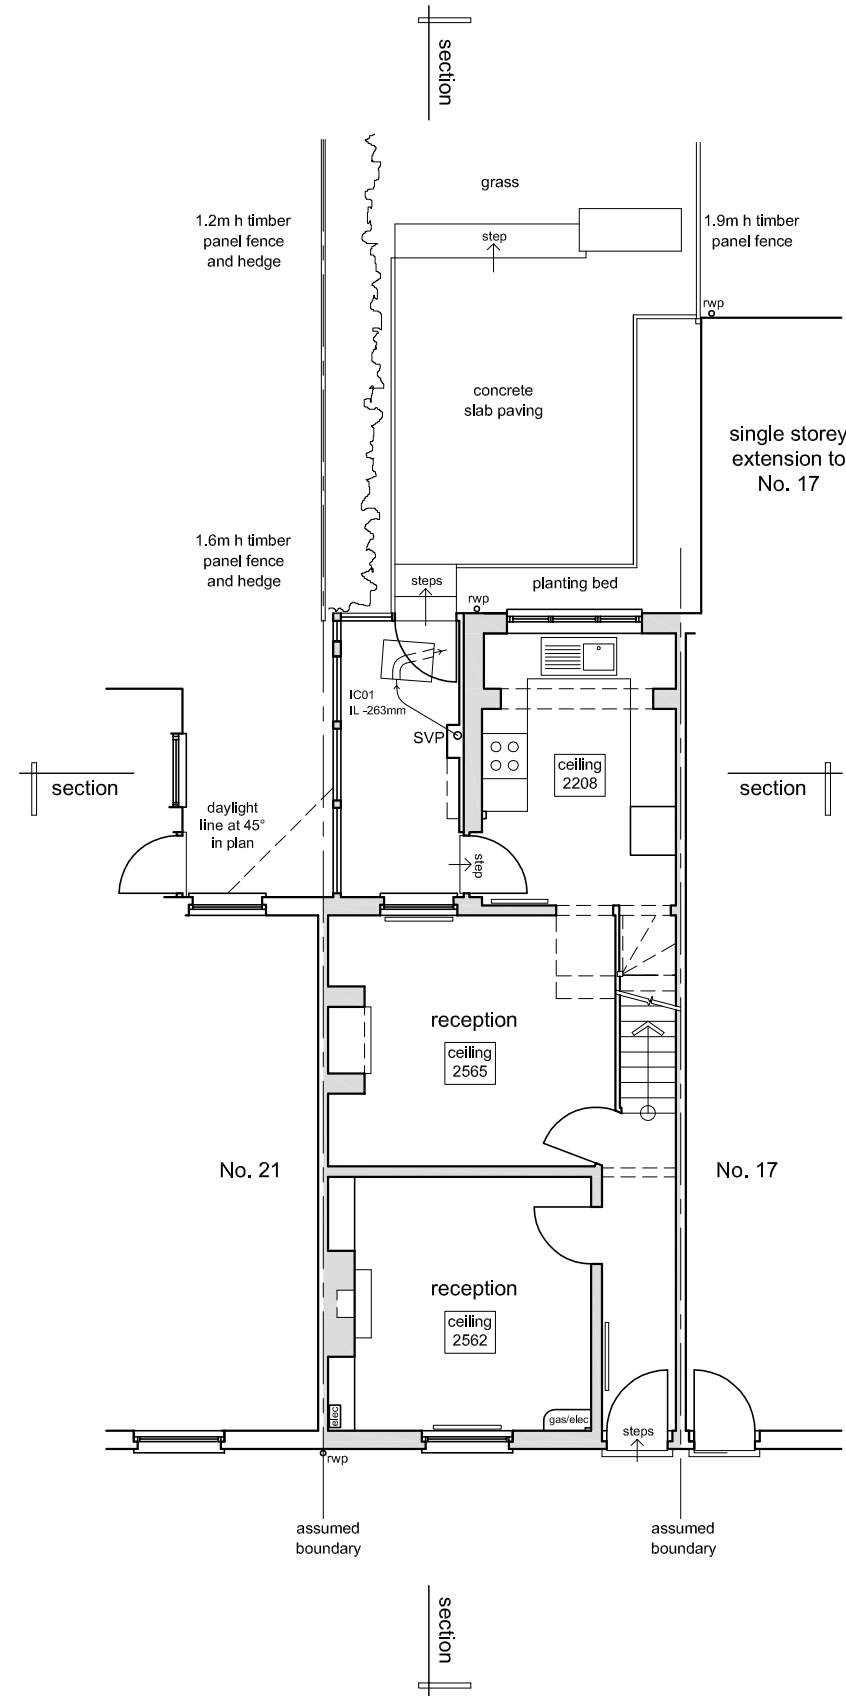 section
grass
1.2m h timber
panel fence
and hedge
step
1.9m h timber
panel fence
rwp
concrete
slab paving
single storey
extension to
No. 17
1.6m h timber
panel fence
and hedge
steps
planting bed
rwp
IC01
IL -263mm
SVP
ceiling
2208
section
section
daylight
line at 45°
in plan
step
reception
ceiling
2565
No. 21
No. 17
reception
ceiling
2562
elec
gas/elec
steps
rwp
assumed
boundary
assumed
boundary
section